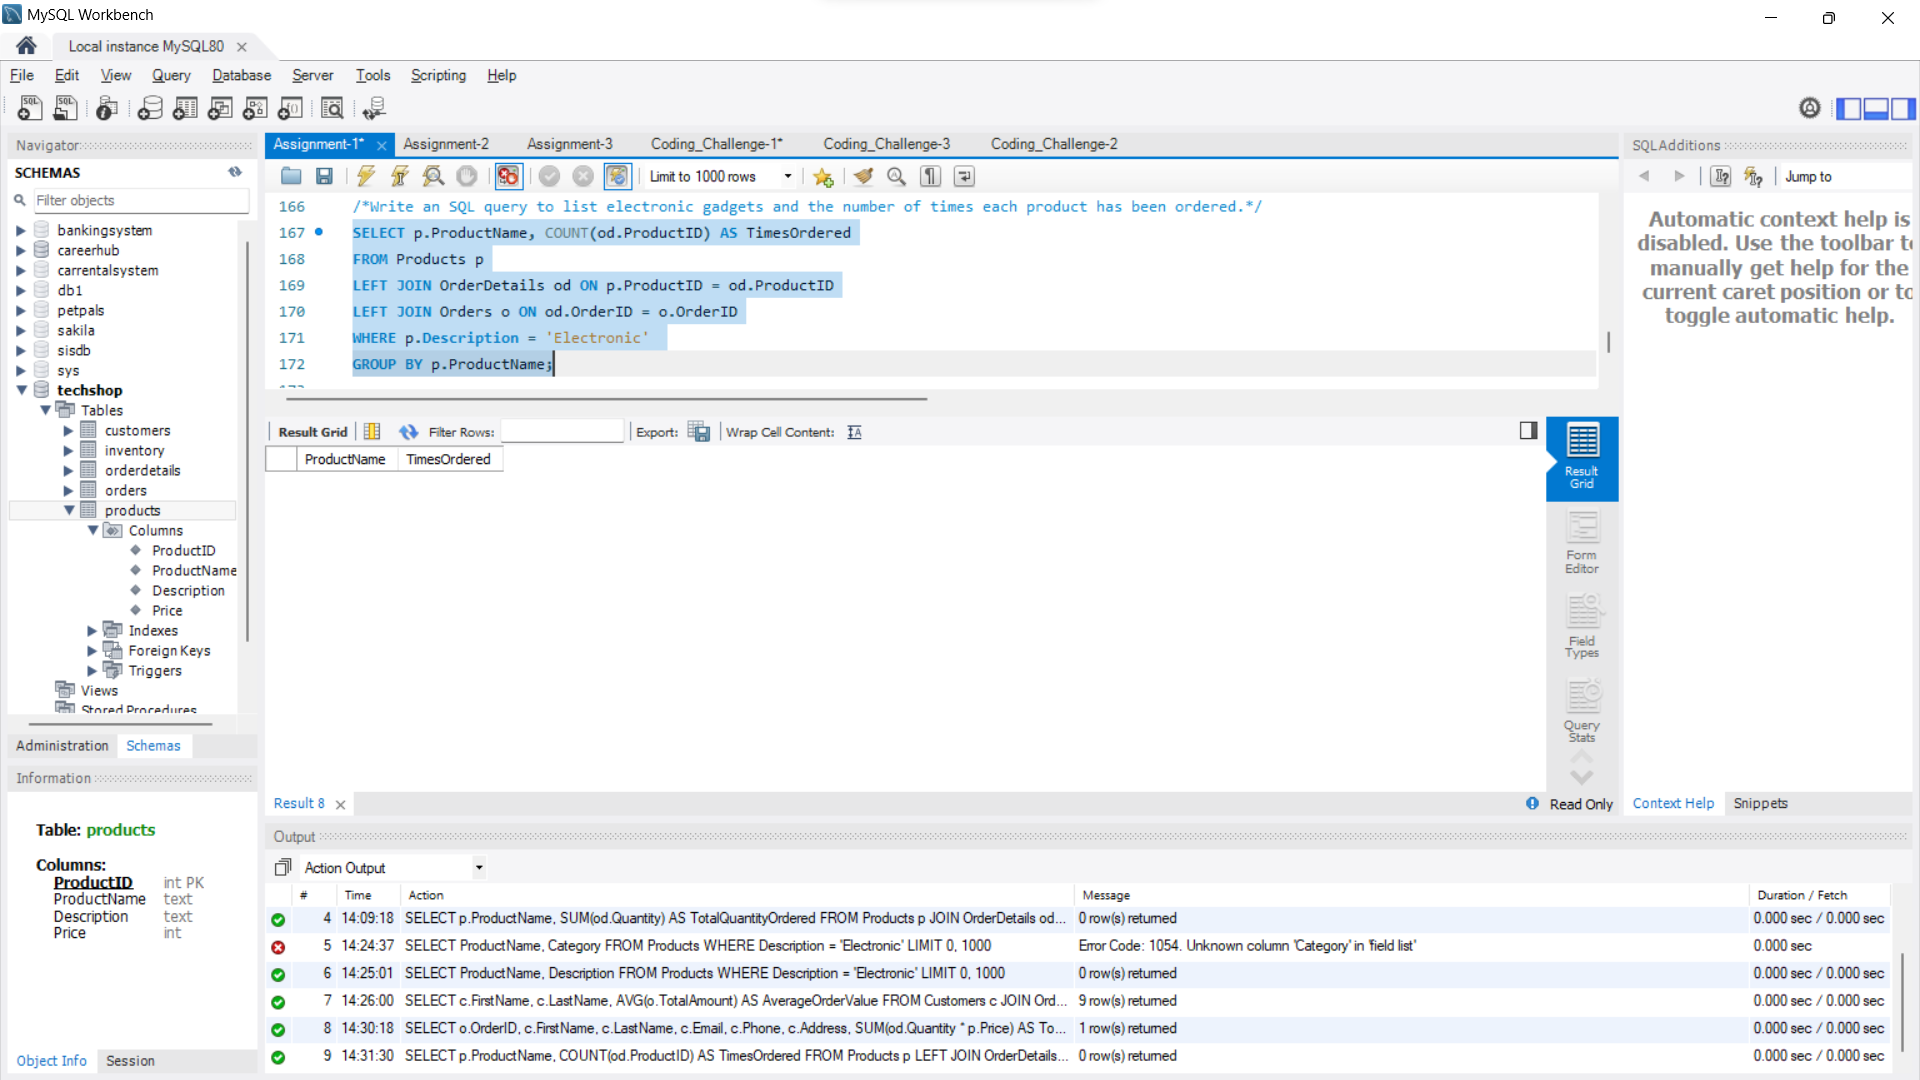 MySQL Workbench
Local instance MySQL80
File Edit View Query Database Server Tools Scripting Help
Navigator
SCHEMAS
Filter objects
bankingsystem
careerhub
carrentalsystem
db1
petpals
sakila
sisdb
sys
techshop
Tables
customers
inventory
orderdetails
orders
products
Columns
ProductID
ProductName
Description
Price
Indexes
Foreign Keys
Triggers
Views
Stored Procedures
Administration Schemas
Information
Table: products
Columns:
ProductID int PK
ProductName text
Description text
Price int
Object Info Session
Assignment-1* Assignment-2 Assignment-3 Coding_Challenge-1* Coding_Challenge-3 Coding_Challenge-2
Limit to 1000 rows
166 /*Write an SQL query to list electronic gadgets and the number of times each product has been ordered.*/
167 SELECT p.ProductName, COUNT(od.ProductID) AS TimesOrdered
168 FROM Products p
169 LEFT JOIN OrderDetails od ON p.ProductID = od.ProductID
170 LEFT JOIN Orders o ON od.OrderID = o.OrderID
171 WHERE p.Description = 'Electronic'
172 GROUP BY p.ProductName;
Result Grid Filter Rows: Export: Wrap Cell Content:
ProductName TimesOrdered
Result Grid
Form Editor
Field Types
Query Stats
Result 8 Read Only
SQLAdditions
Jump to
Automatic context help is
disabled. Use the toolbar to
manually get help for the
current caret position or to
toggle automatic help.
Context Help Snippets
Output
Action Output
# Time Action Message Duration / Fetch
4 14:09:18 SELECT p.ProductName, SUM(od.Quantity) AS TotalQuantityOrdered FROM Products p JOIN OrderDetails od... 0 row(s) returned 0.000 sec / 0.000 sec
5 14:24:37 SELECT ProductName, Category FROM Products WHERE Description = 'Electronic' LIMIT 0, 1000 Error Code: 1054. Unknown column 'Category' in 'field list' 0.000 sec
6 14:25:01 SELECT ProductName, Description FROM Products WHERE Description = 'Electronic' LIMIT 0, 1000 0 row(s) returned 0.000 sec / 0.000 sec
7 14:26:00 SELECT c.FirstName, c.LastName, AVG(o.TotalAmount) AS AverageOrderValue FROM Customers c JOIN Ord... 9 row(s) returned 0.000 sec / 0.000 sec
8 14:30:18 SELECT o.OrderID, c.FirstName, c.LastName, c.Email, c.Phone, c.Address, SUM(od.Quantity * p.Price) AS To... 1 row(s) returned 0.000 sec / 0.000 sec
9 14:31:30 SELECT p.ProductName, COUNT(od.ProductID) AS TimesOrdered FROM Products p LEFT JOIN OrderDetails... 0 row(s) returned 0.000 sec / 0.000 sec